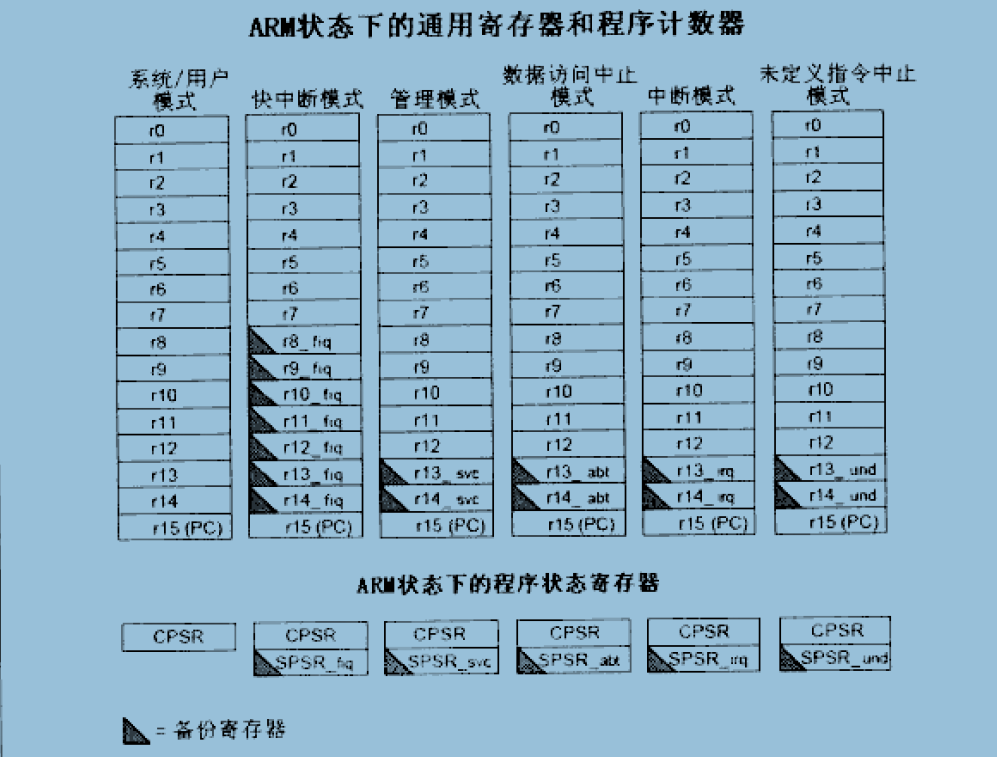 ARM状态下的通用寄存器和程序计数器
系统/用户
模式
快中断模式
管理模式
数据访问中止
模式
中断模式
未定义指令中止
模式
r0 r0 r0 r0 r0 r0
r1 r1 r1 r1 r1 r1
r2 r2 r2 r2 r2 r2
r3 r3 r3 r3 r3 r3
r4 r4 r4 r4 r4 r4
r5 r5 r5 r5 r5 r5
r6 r6 r6 r6 r6 r6
r7 r7 r7 r7 r7 r7
r8 r8_fiq r8 r8 r8 r8
r9 r9_fiq r9 r9 r9 r9
r10 r10_fiq r10 r10 r10 r10
r11 r11_fiq r11 r11 r11 r11
r12 r12_fiq r12 r12 r12 r12
r13 r13_fiq r13_svc r13_abt r13_irq r13_und
r14 r14_fiq r14_svc r14_abt r14_irq r14_und
r15 (PC) r15 (PC) r15 (PC) r15 (PC) r15 (PC) r15 (PC)
ARM状态下的程序状态寄存器
CPSR CPSR CPSR CPSR CPSR CPSR
SPSR_fiq SPSR_svc SPSR_abt SPSR_irq SPSR_und
= 备份寄存器